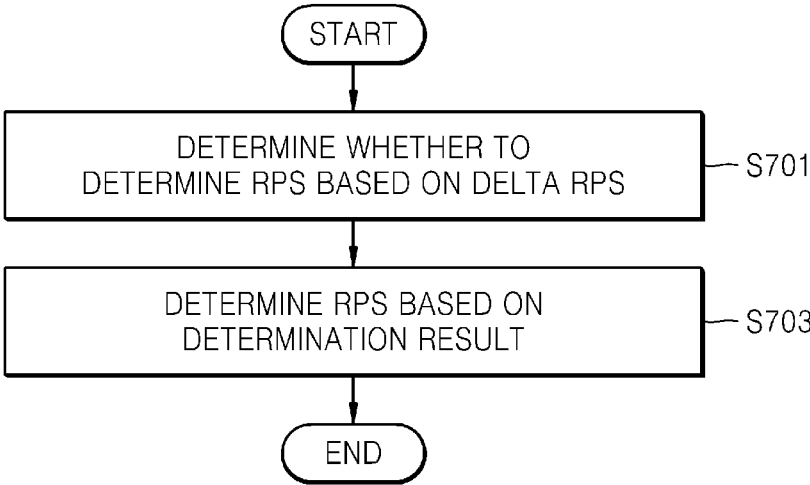 START
DETERMINE WHETHER TO
DETERMINE RPS BASED ON DELTA RPS
S701
DETERMINE RPS BASED ON
DETERMINATION RESULT
S703
END